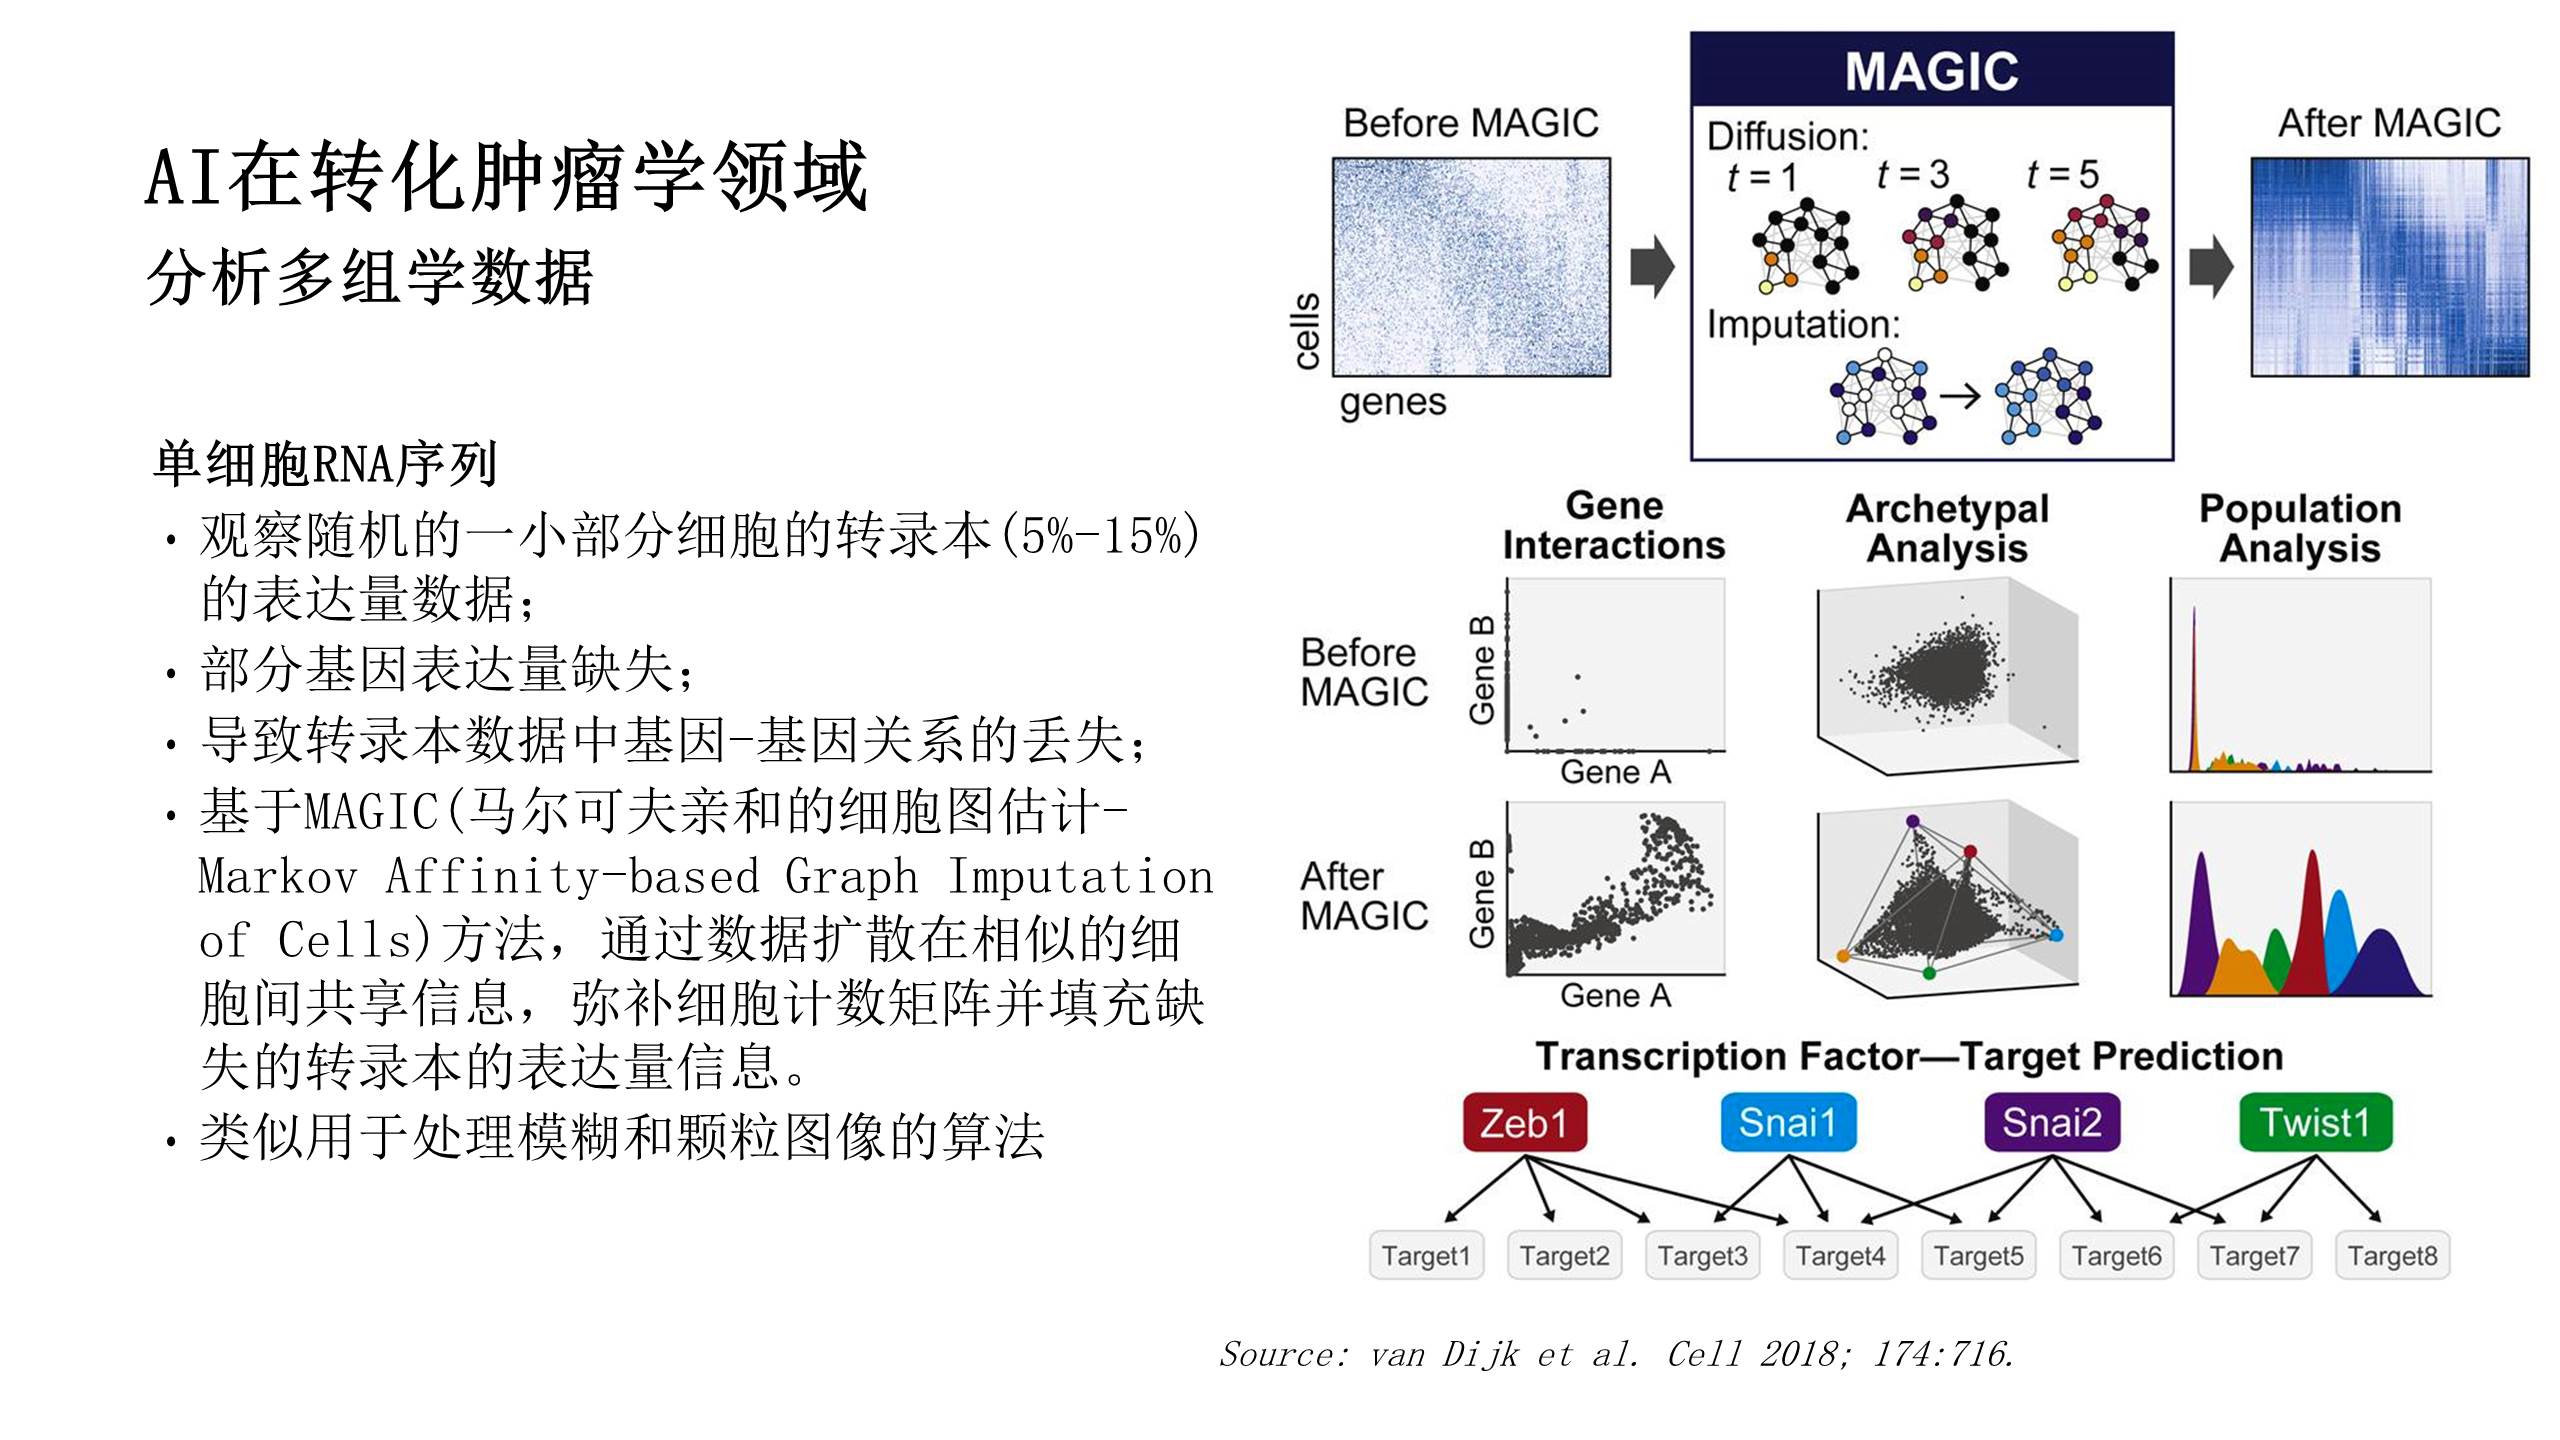 AI在转化肿瘤学领域
分析多组学数据
单细胞RNA序列
• 观察随机的一小部分细胞的转录本(5%-15%)
的表达量数据；
• 部分基因表达量缺失；
• 导致转录本数据中基因-基因关系的丢失；
• 基于MAGIC(马尔可夫亲和的细胞图估计-
Markov Affinity-based Graph Imputation
of Cells)方法，通过数据扩散在相似的细
胞间共享信息，弥补细胞计数矩阵并填充缺
失的转录本的表达量信息。
• 类似用于处理模糊和颗粒图像的算法
Before MAGIC
cells
genes
MAGIC
Diffusion:
t = 1
t = 3
t = 5
Imputation:
After MAGIC
Gene
Interactions
Archetypal
Analysis
Population
Analysis
Before
MAGIC
Gene B
Gene A
After
MAGIC
Gene B
Gene A
Transcription Factor—Target Prediction
Zeb1
Snai1
Snai2
Twist1
Target1
Target2
Target3
Target4
Target5
Target6
Target7
Target8
Source: van Dijk et al. Cell 2018; 174:716.